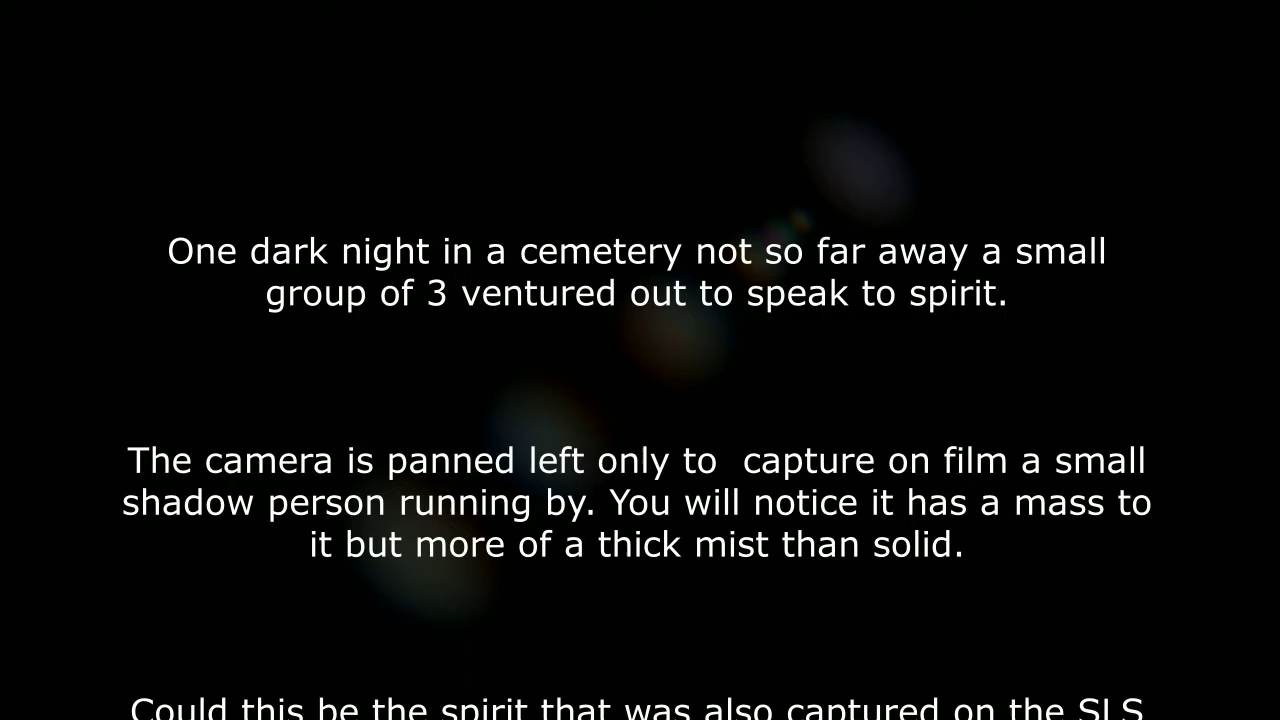 One dark night in a cemetery not so far away a small
group of 3 ventured out to speak to spirit.
The camera is panned left only to  capture on film a small
shadow person running by. You will notice it has a mass to
it but more of a thick mist than solid.
Could this be the spirit that was also captured on the SLS